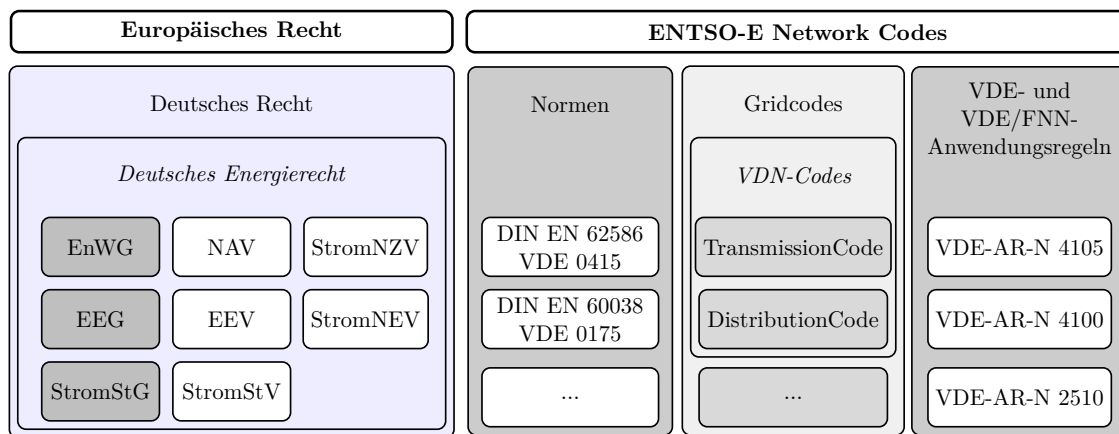 Europäisches Recht
ENTSO-E Network Codes
Deutsches Recht
Deutsches Energierecht
EnWG
NAV
StromNZV
EEG
EEV
StromNEV
StromStG
StromStV
Normen
DIN EN 62586
VDE 0415
DIN EN 60038
VDE 0175
...
Gridcodes
VDN-Codes
TransmissionCode
DistributionCode
...
VDE- und
VDE/FNN-
Anwendungsregeln
VDE-AR-N 4105
VDE-AR-N 4100
VDE-AR-N 2510